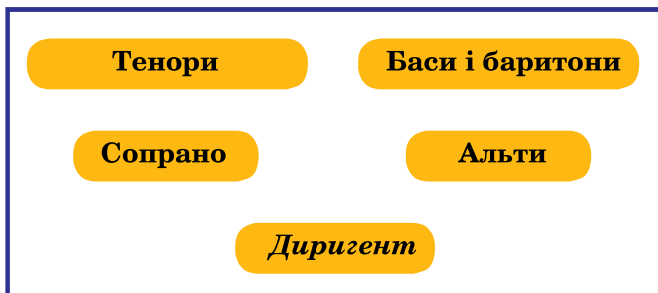 Тенори
Баси і баритони
Сопрано
Альти
Диригент